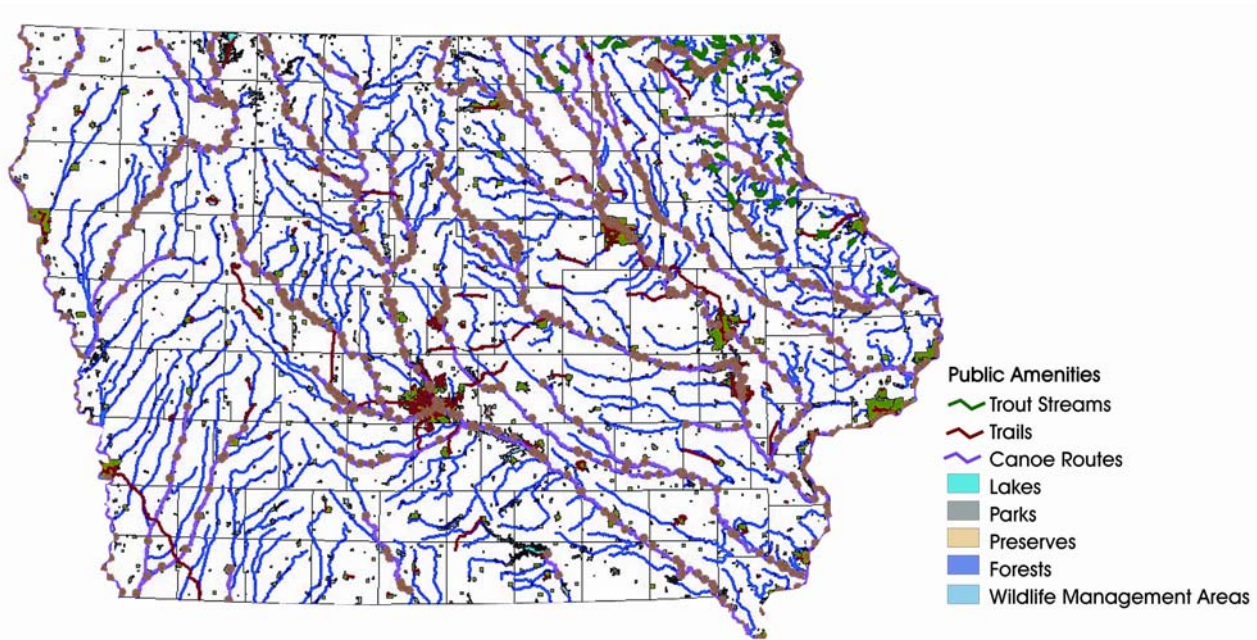 Public Amenities
Trout Streams
Trails
Canoe Routes
Lakes
Parks
Preserves
Forests
Wildlife Management Areas